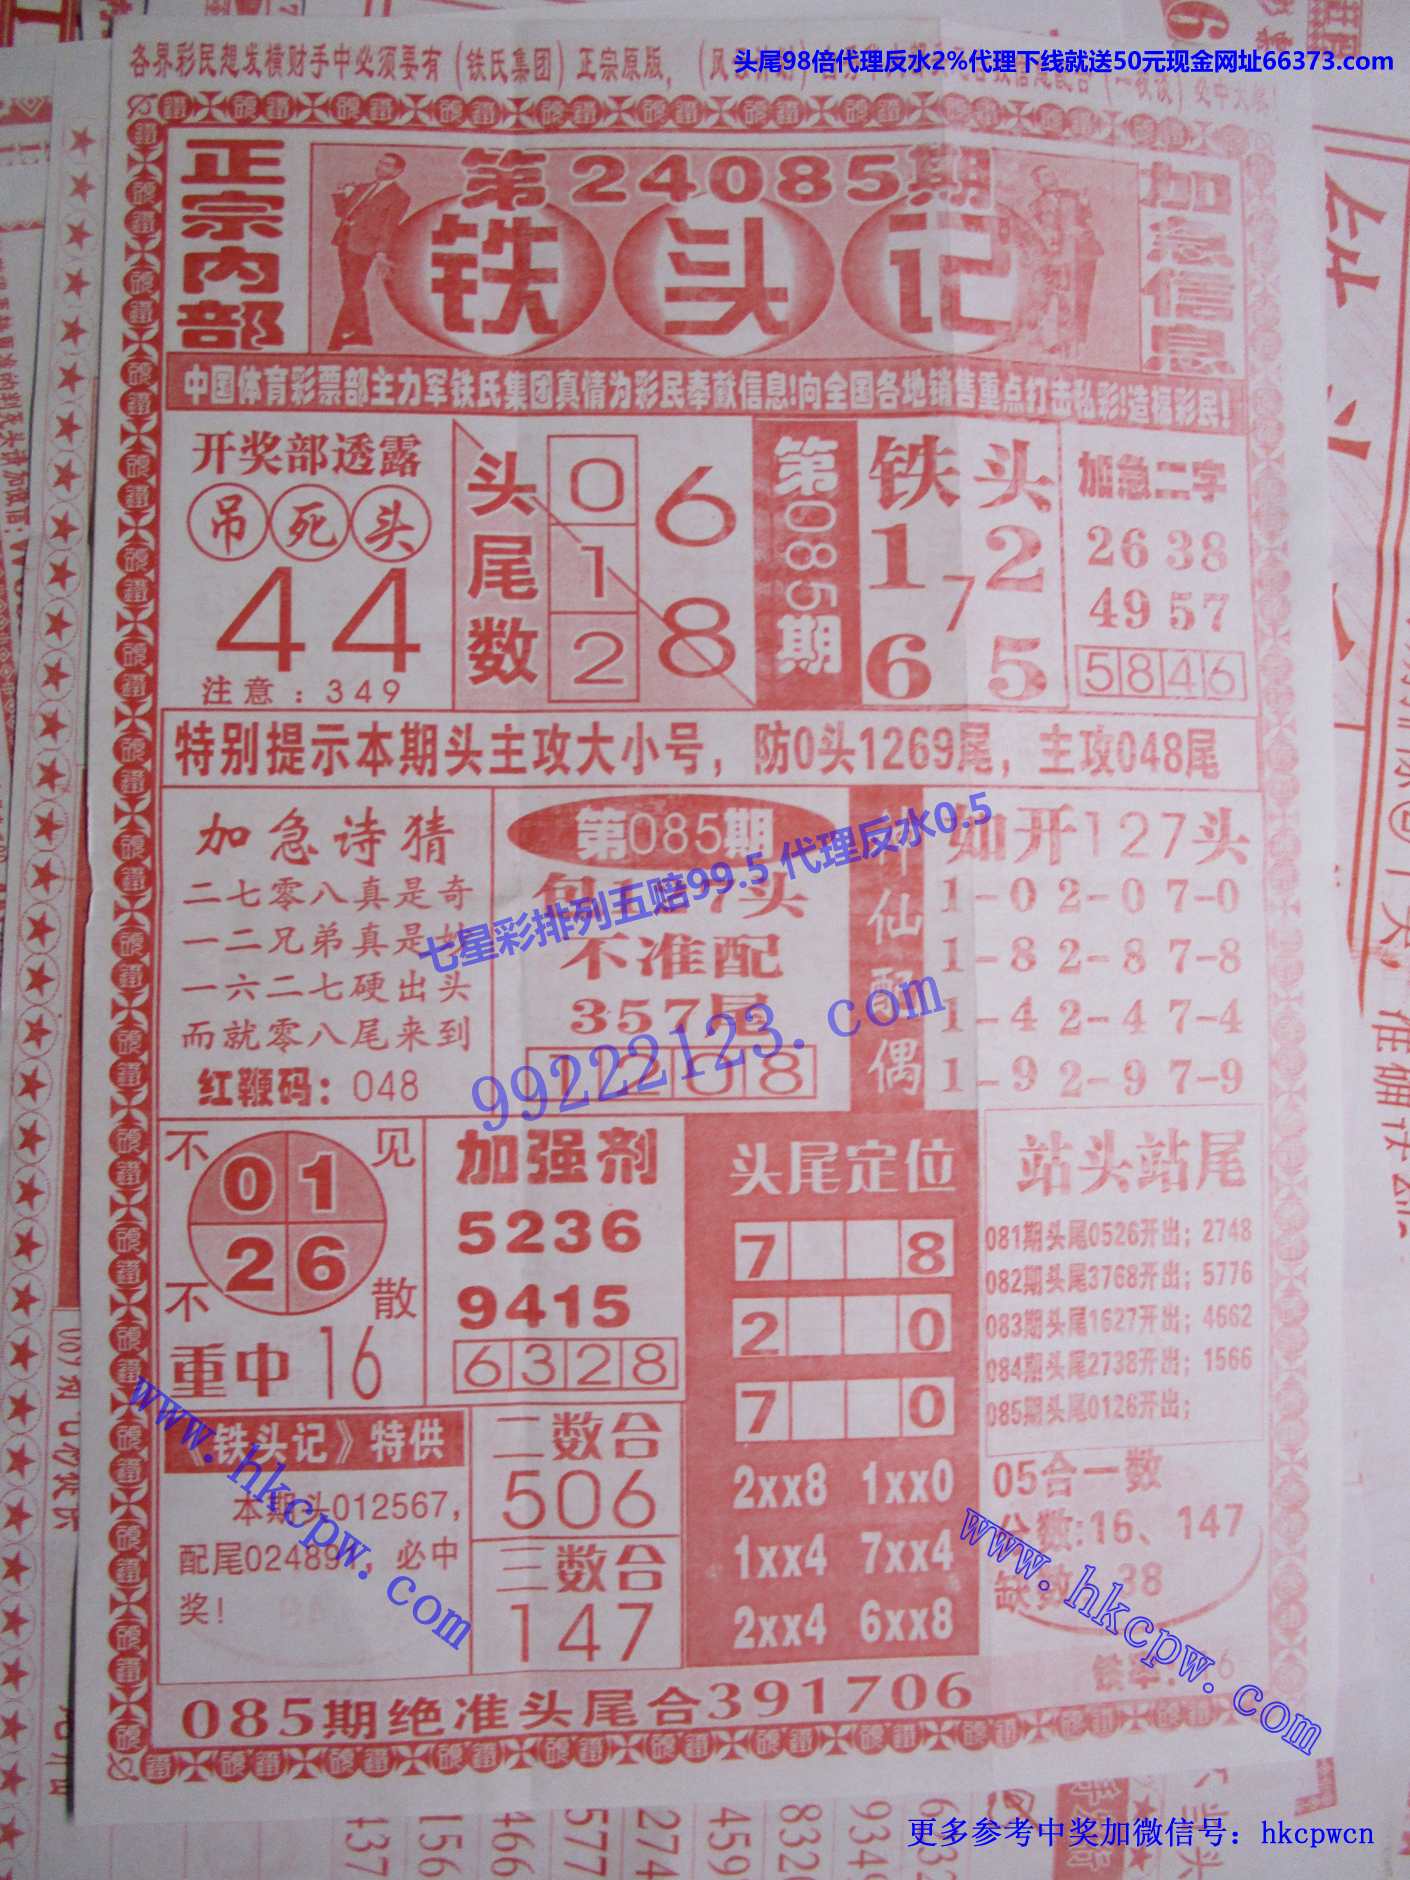 头尾98倍代理反水2%代理下线就送50元现金网址66373.com
各界彩民想发横财手中必须要有（铁氏集团）正宗原版，
正宗内部
第24085期
铁头记
加急信息
中国体育彩票部主力军铁氏集团真情为彩民奉献信息!向全国各地销售重点打击私彩!造福彩民!
开奖部透露
吊死头
44
注意：349
头尾数
0 6
1
2 8
第085期
铁头
1 2
7
6 5
加急二字
26 38
49 57
5846
特别提示本期头主攻大小号，防0头1269尾，主攻048尾
加急诗猜
二七零八真是奇
一二兄弟真是
一六二七硬出头
而就零八尾来到
红鞭码：048
第085期
包127头
不准配
357尾
1208
七星彩排列五赔99.5 代理反水0.5
99222123.com
神仙配偶
如开127头
1-0 2-0 7-0
1-8 2-8 7-8
1-4 2-4 7-4
1-9 2-9 7-9
不见
01
26
不散
重中16
加强剂
5236
9415
6328
头尾定位
7 8
2 0
7 0
2xx8 1xx0
1xx4 7xx4
2xx4 6xx8
站头站尾
081期头尾0526开出；2748
082期头尾3768开出；5776
083期头尾1627开出；4662
084期头尾2738开出；1566
085期头尾0126开出；
《铁头记》特供
本期头012567，
配尾024891，必中
奖！
二数合
506
三数合
147
05合一数
分数:16、147
缺数:38
铁率:
www.hkcpw.com
www.hkcpw.com
085期绝准头尾合391706
更多参考中奖加微信号：hkcpwcn